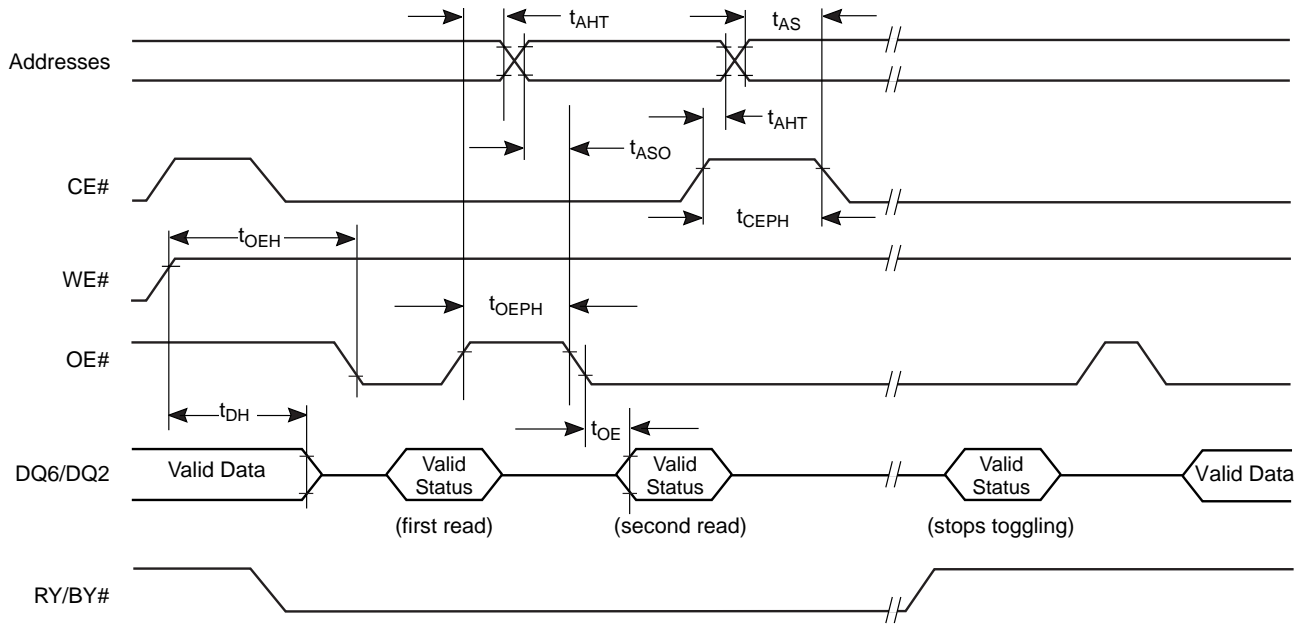 tAHT
tAS
Addresses
tAHT
tASO
CE#
tCEPH
tOEH
WE#
tOEPH
OE#
tDH
tOE
DQ6/DQ2
Valid Data
Valid
Status
Valid
Status
Valid
Status
Valid Data
(first read)
(second read)
(stops toggling)
RY/BY#